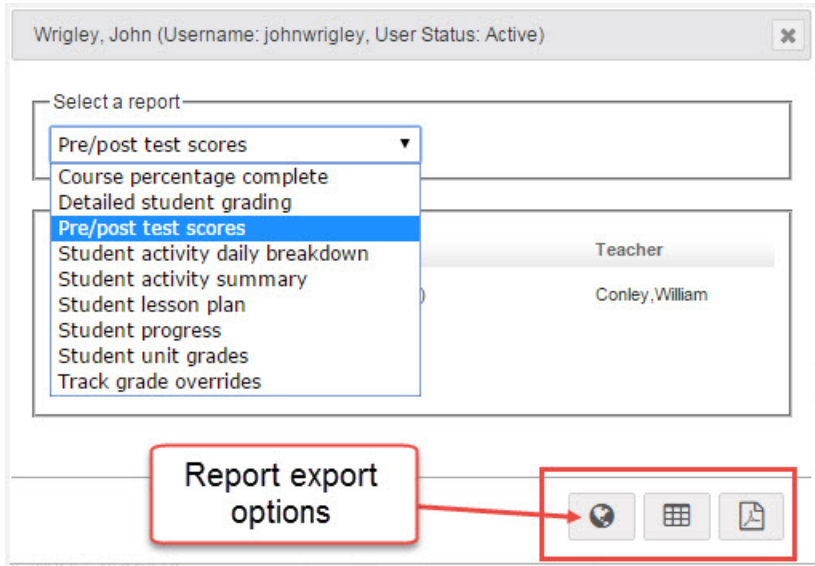 Wrigley, John (Username: johnwrigley, User Status: Active)
Select a report
Pre/post test scores
Course percentage complete
Detailed student grading
Pre/post test scores
Student activity daily breakdown
Teacher
Student activity summary
)
Conley,William
Student lesson plan
Student progress
Student unit grades
Track grade overrides
Report export
options